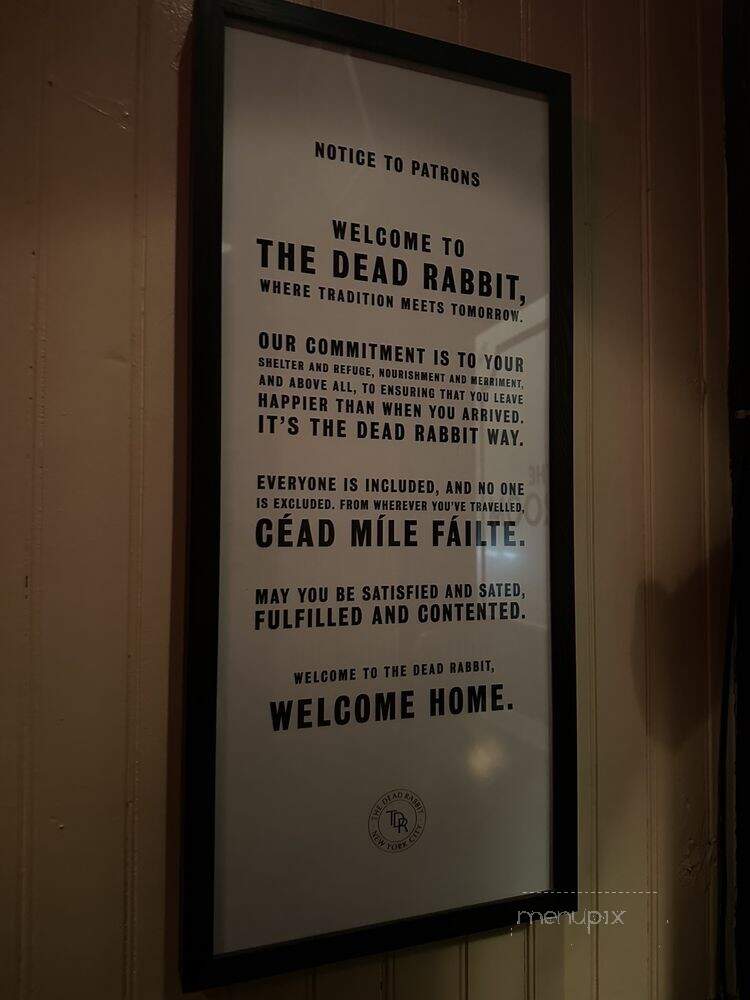 NOTICE TO PATRONS
WELCOME TO
THE DEAD RABBIT,
WHERE TRADITION MEETS TOMORROW.
OUR COMMITMENT IS TO YOUR
SHELTER AND REFUGE, NOURISHMENT AND MERRIMENT,
AND ABOVE ALL, TO ENSURING THAT YOU LEAVE
HAPPIER THAN WHEN YOU ARRIVED.
IT'S THE DEAD RABBIT WAY.
EVERYONE IS INCLUDED, AND NO ONE
IS EXCLUDED. FROM WHEREVER YOU'VE TRAVELLED,
CÉAD MÍLE FÁILTE.
MAY YOU BE SATISFIED AND SATED,
FULFILLED AND CONTENTED.
WELCOME TO THE DEAD RABBIT,
WELCOME HOME.
THE DEAD RABBIT
TDR
NEW YORK CITY
menupix